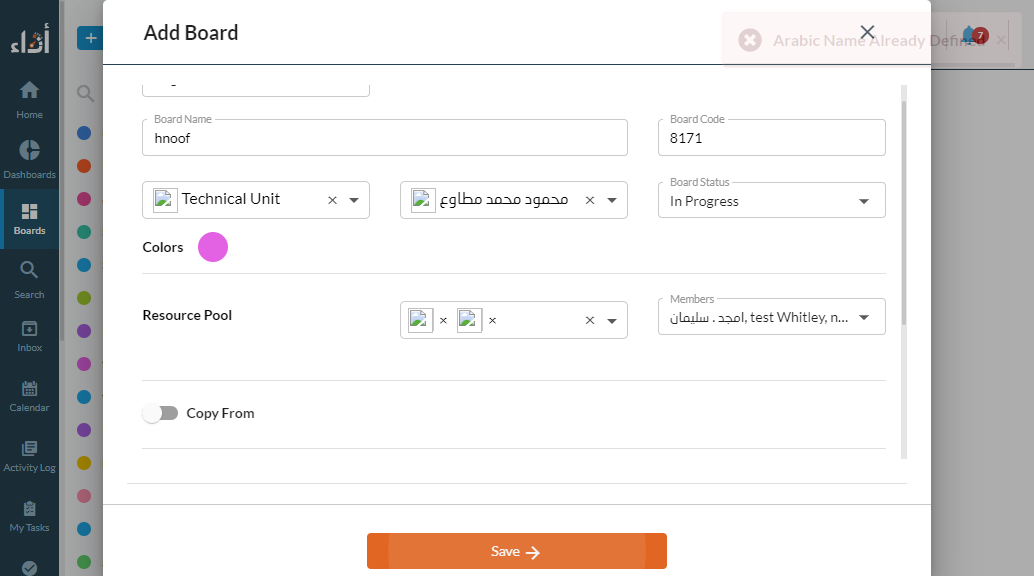 أداء
Home
Dashboards
Boards
Search
Inbox
Calendar
Activity Log
My Tasks
+
Add Board
Arabic Name Already Defined
7
Board Name
hnoof
Board Code
8171
Technical Unit
محمود محمد مطاوع
Board Status
In Progress
Colors
Resource Pool
Members
امجد . سليمان, test Whitley, n...
Copy From
Save